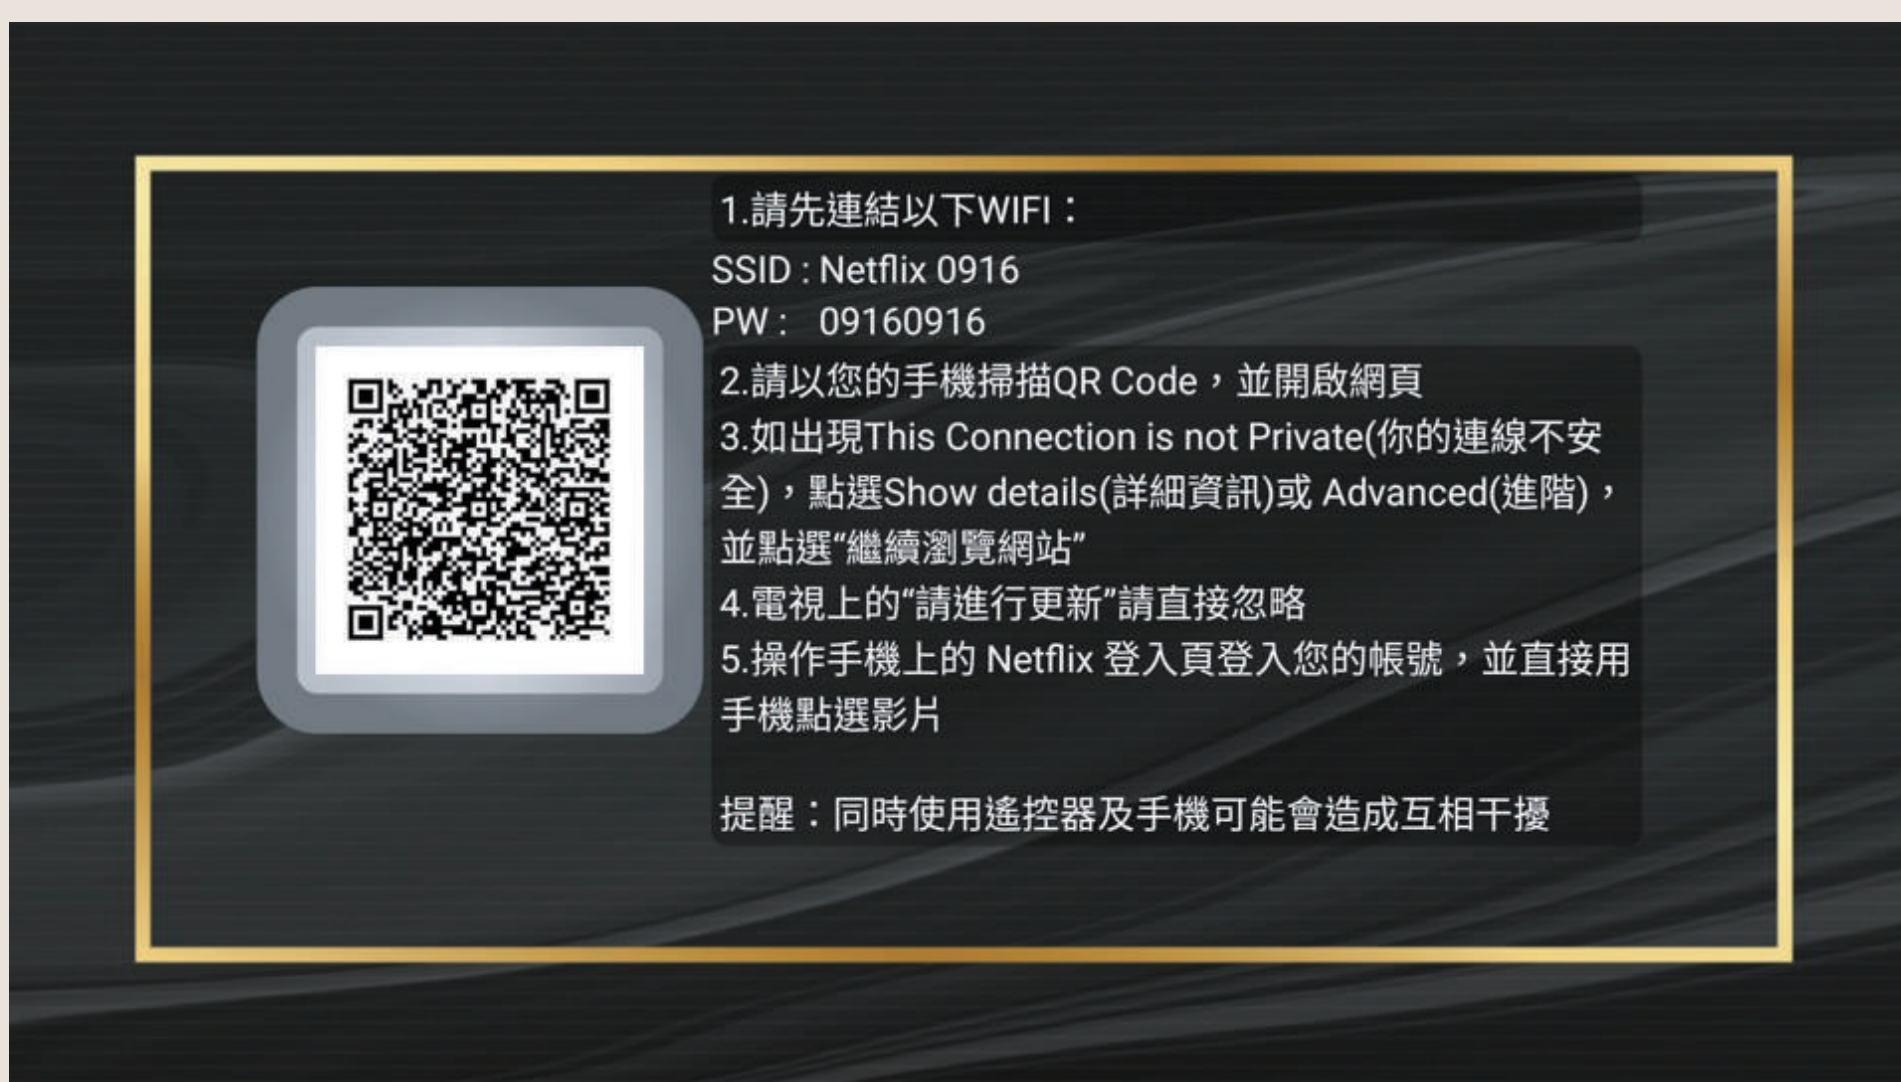 1.請先連結以下WIFI：
SSID : Netflix 0916
PW :   09160916
2.請以您的手機掃描QR Code，並開啟網頁
3.如出現This Connection is not Private(你的連線不安
全)，點選Show details(詳細資訊)或 Advanced(進階)，
並點選“繼續瀏覽網站”
4.電視上的“請進行更新”請直接忽略
5.操作手機上的 Netflix 登入頁登入您的帳號，並直接用
手機點選影片
提醒：同時使用遙控器及手機可能會造成互相干擾